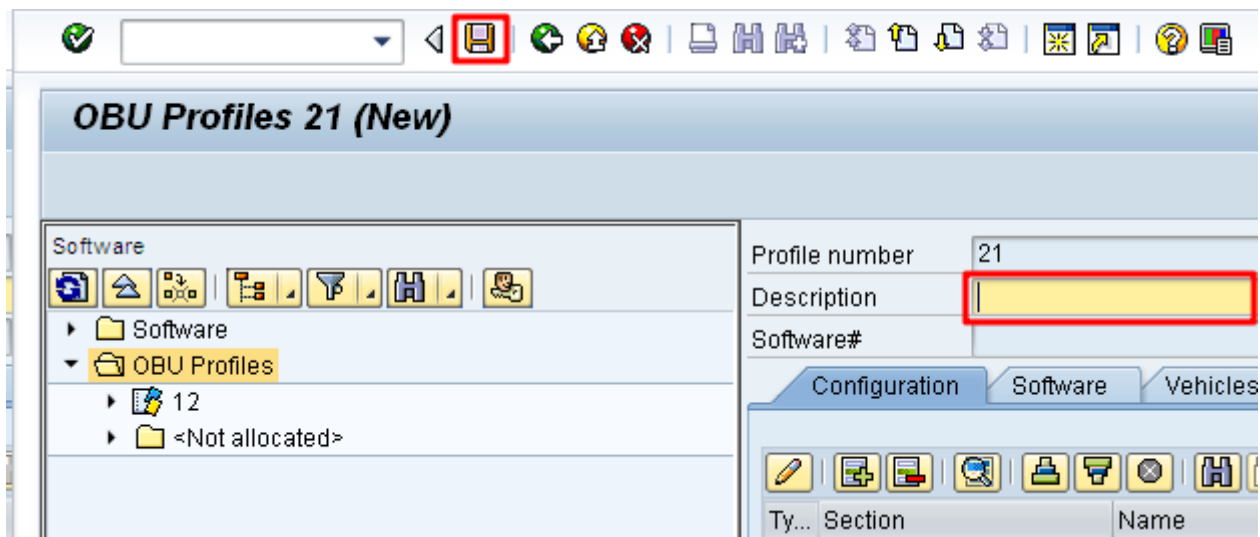 OBU Profiles 21 (New)
Software
Software
OBU Profiles
12
<Not allocated>
Profile number 21
Description
Software#
Configuration Software Vehicles
Ty... Section Name